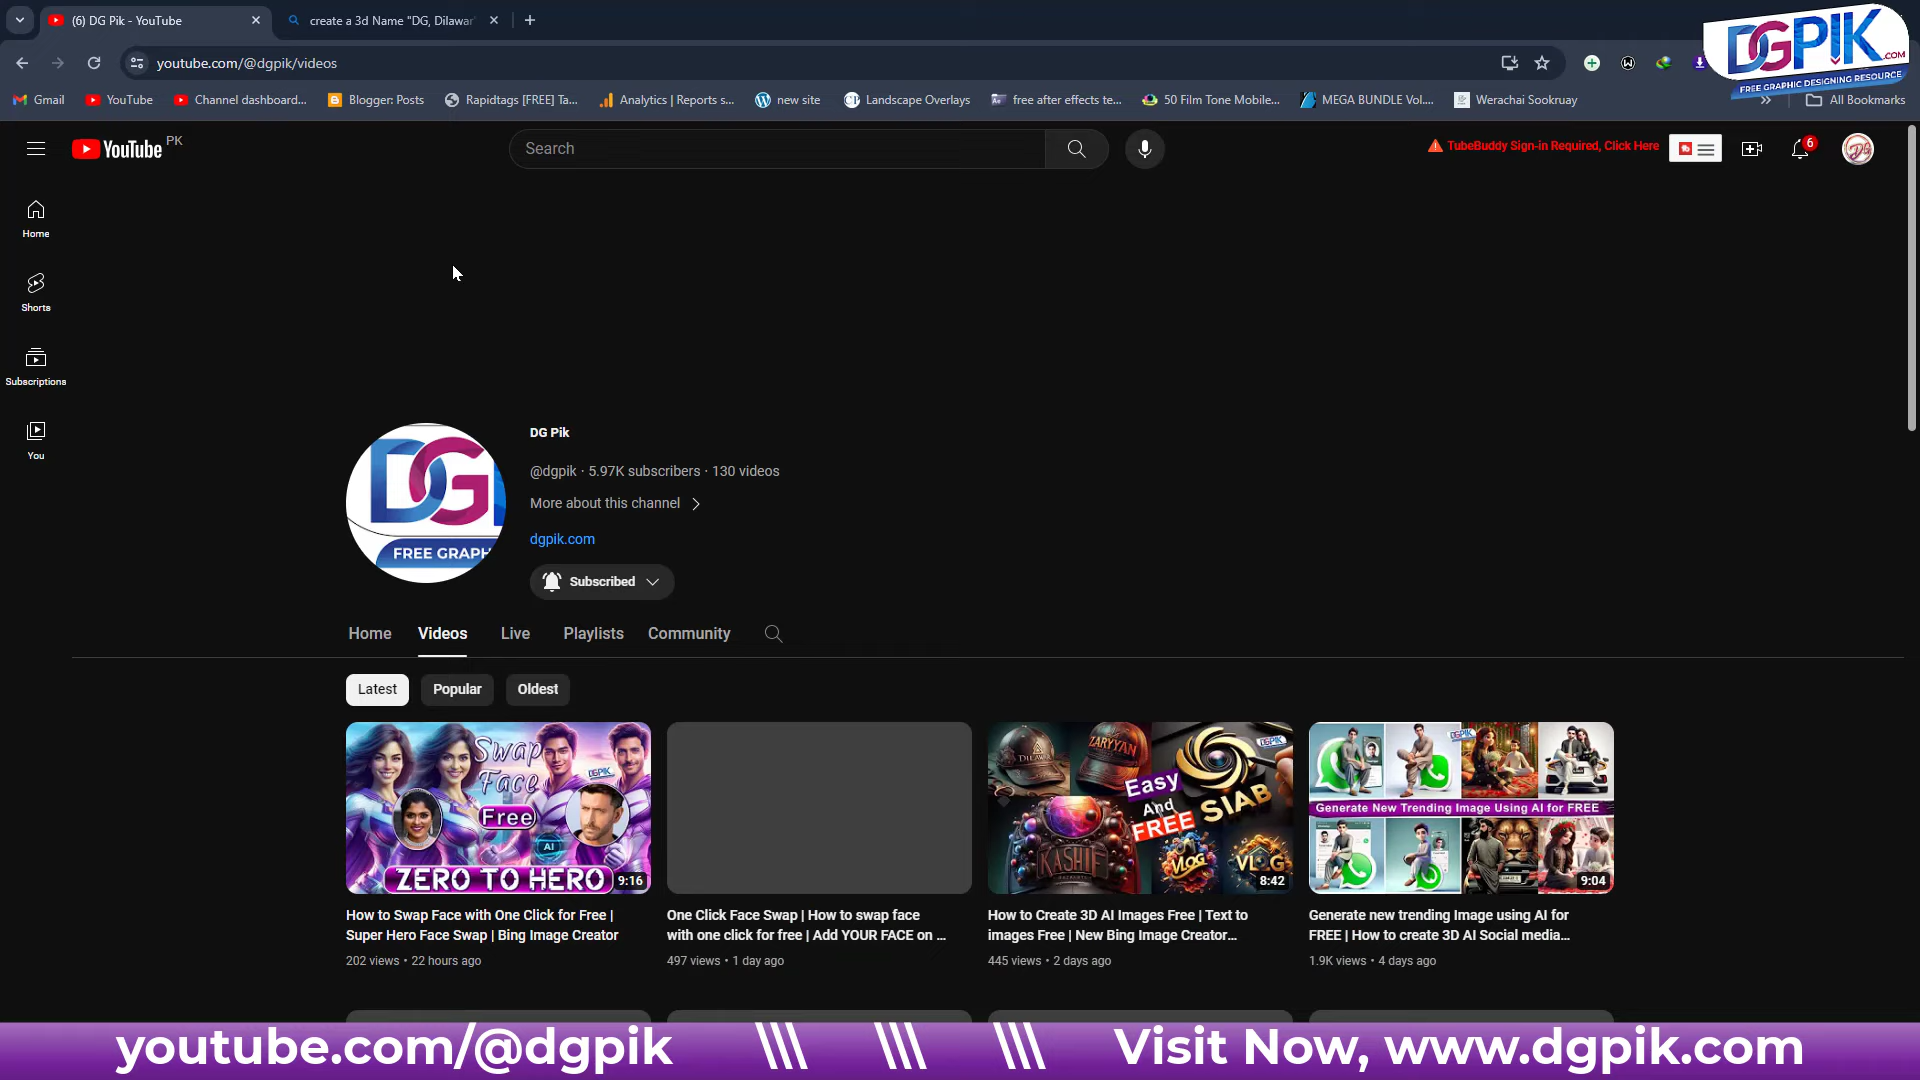 (6) DG Pik - YouTube
create a 3d Name "DG, Dilawar
DGPIK.COM
FREE GRAPHIC DESIGNING RESOURCE
youtube.com/@dgpik/videos
Gmail
YouTube
Channel dashboard...
Blogger: Posts
Rapidtags [FREE] Ta...
Analytics | Reports s...
new site
Landscape Overlays
free after effects te...
50 Film Tone Mobile...
MEGA BUNDLE Vol....
Werachai Sookruay
»
All Bookmarks
YouTube PK
Search
TubeBuddy Sign-in Required, Click Here
6
Home
Shorts
Subscriptions
You
DG
FREE GRAPH
DG Pik
@dgpik · 5.97K subscribers · 130 videos
More about this channel
dgpik.com
Subscribed
Home
Videos
Live
Playlists
Community
Latest
Popular
Oldest
Swap
Face
Free
AI
ZERO TO HERO
9:16
DILAWAR
ZARYYAN
Easy
And
FREE
SIAB
KASHIF
VLOG
VLOG
8:42
Generate New Trending Image Using AI for FREE
9:04
How to Swap Face with One Click for Free |
Super Hero Face Swap | Bing Image Creator
202 views • 22 hours ago
One Click Face Swap | How to swap face
with one click for free | Add YOUR FACE on ...
497 views • 1 day ago
How to Create 3D AI Images Free | Text to
images Free | New Bing Image Creator...
445 views • 2 days ago
Generate new trending Image using AI for
FREE | How to create 3D AI Social media...
1.9K views • 4 days ago
youtube.com/@dgpik
Visit Now, www.dgpik.com